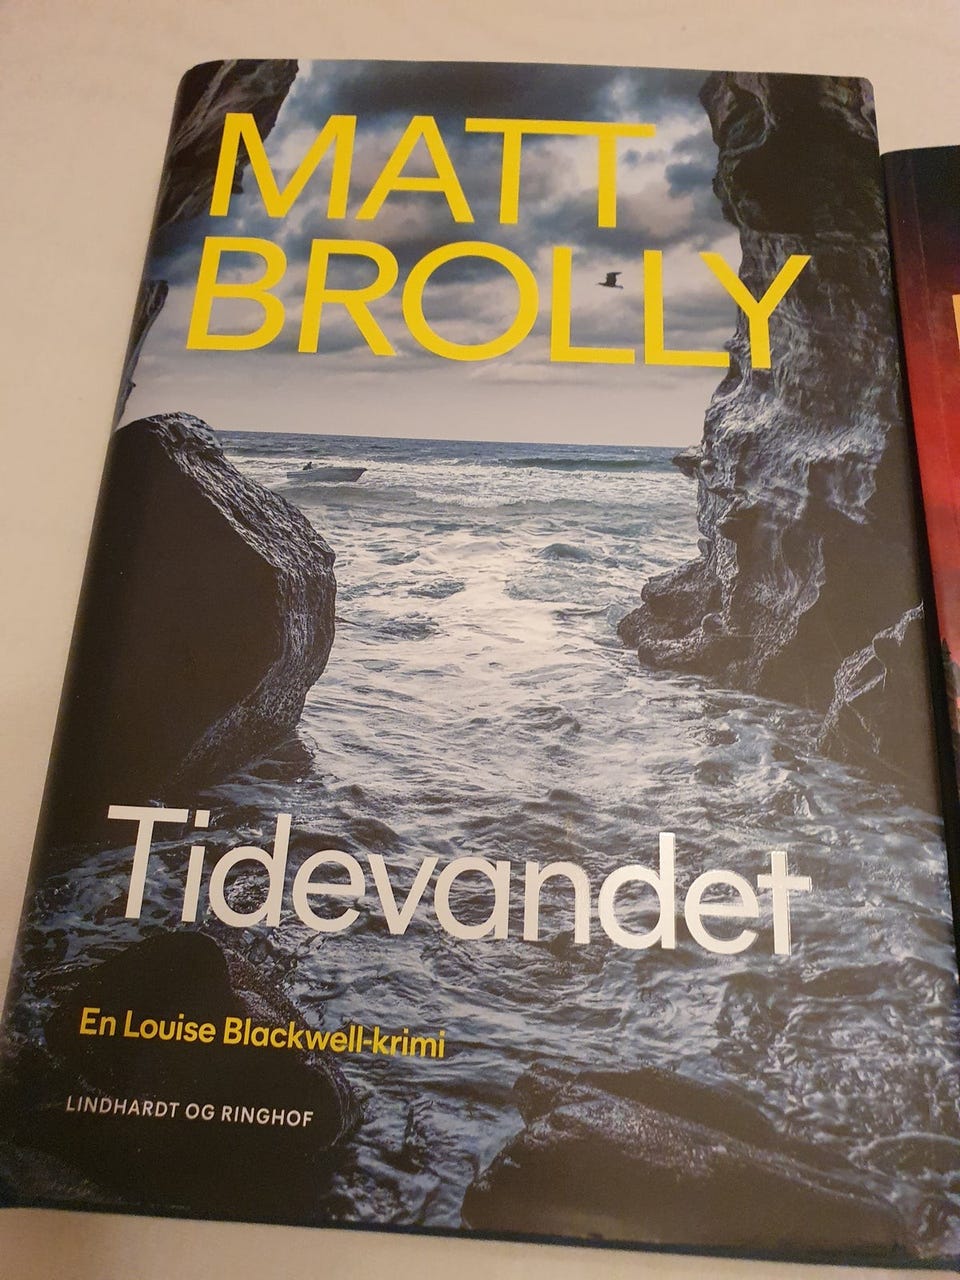 MATT
BROLLY
Tidevandet
En Louise Blackwell-krimi
LINDHARDT OG RINGHOF